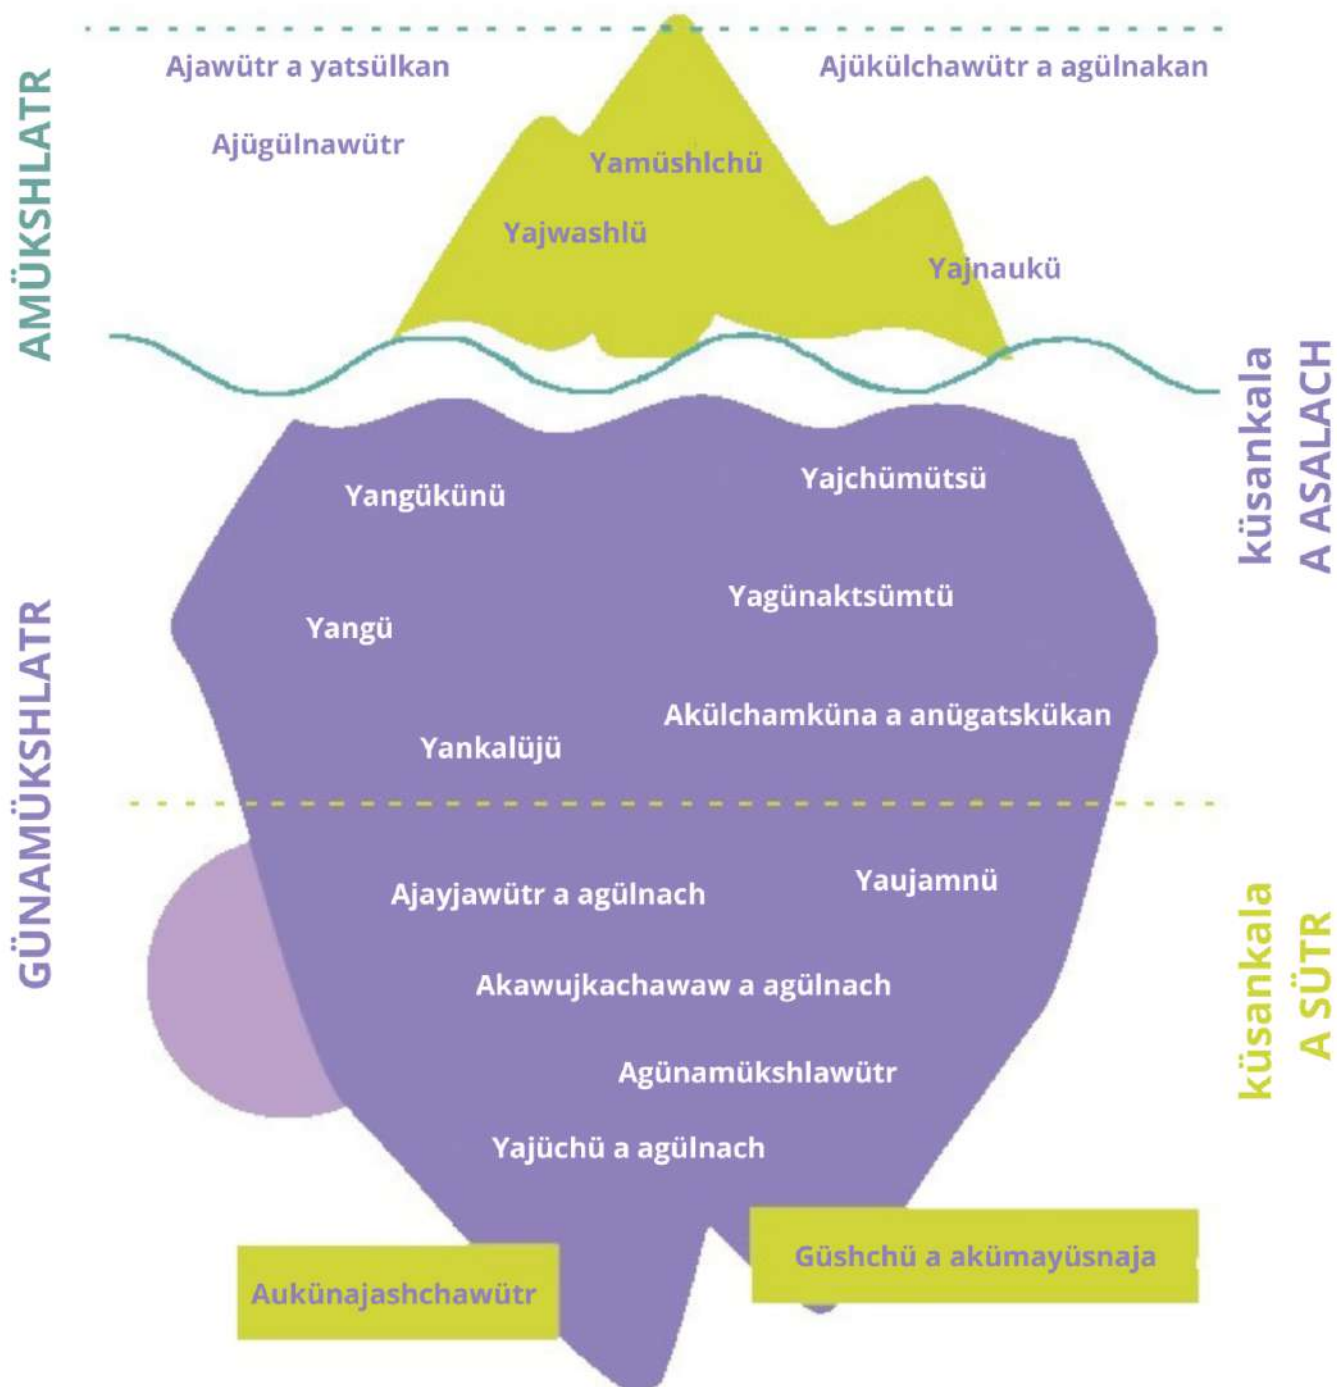 AMÜKSHLATR
Ajawütr a yatsülkan
Ajükülchawütr a agülnakan
Ajügülnawütr
Yamüshlchü
Yajwashlü
Yajnaukü
küsankala
A ASALACH
GÜNAMÜKSHLATR
Yangükünü
Yajchümütsü
Yagünaktsümtü
Yangü
Akülchamküna a anügatskükan
Yankalüjü
küsankala
A SÜTR
Ajayjawütr a agülnach
Yaujamnü
Akawujkachawaw a agülnach
Agünamükshlawütr
Yajüchü a agülnach
Aukünajashchawütr
Güshchü a akümayüsnaja